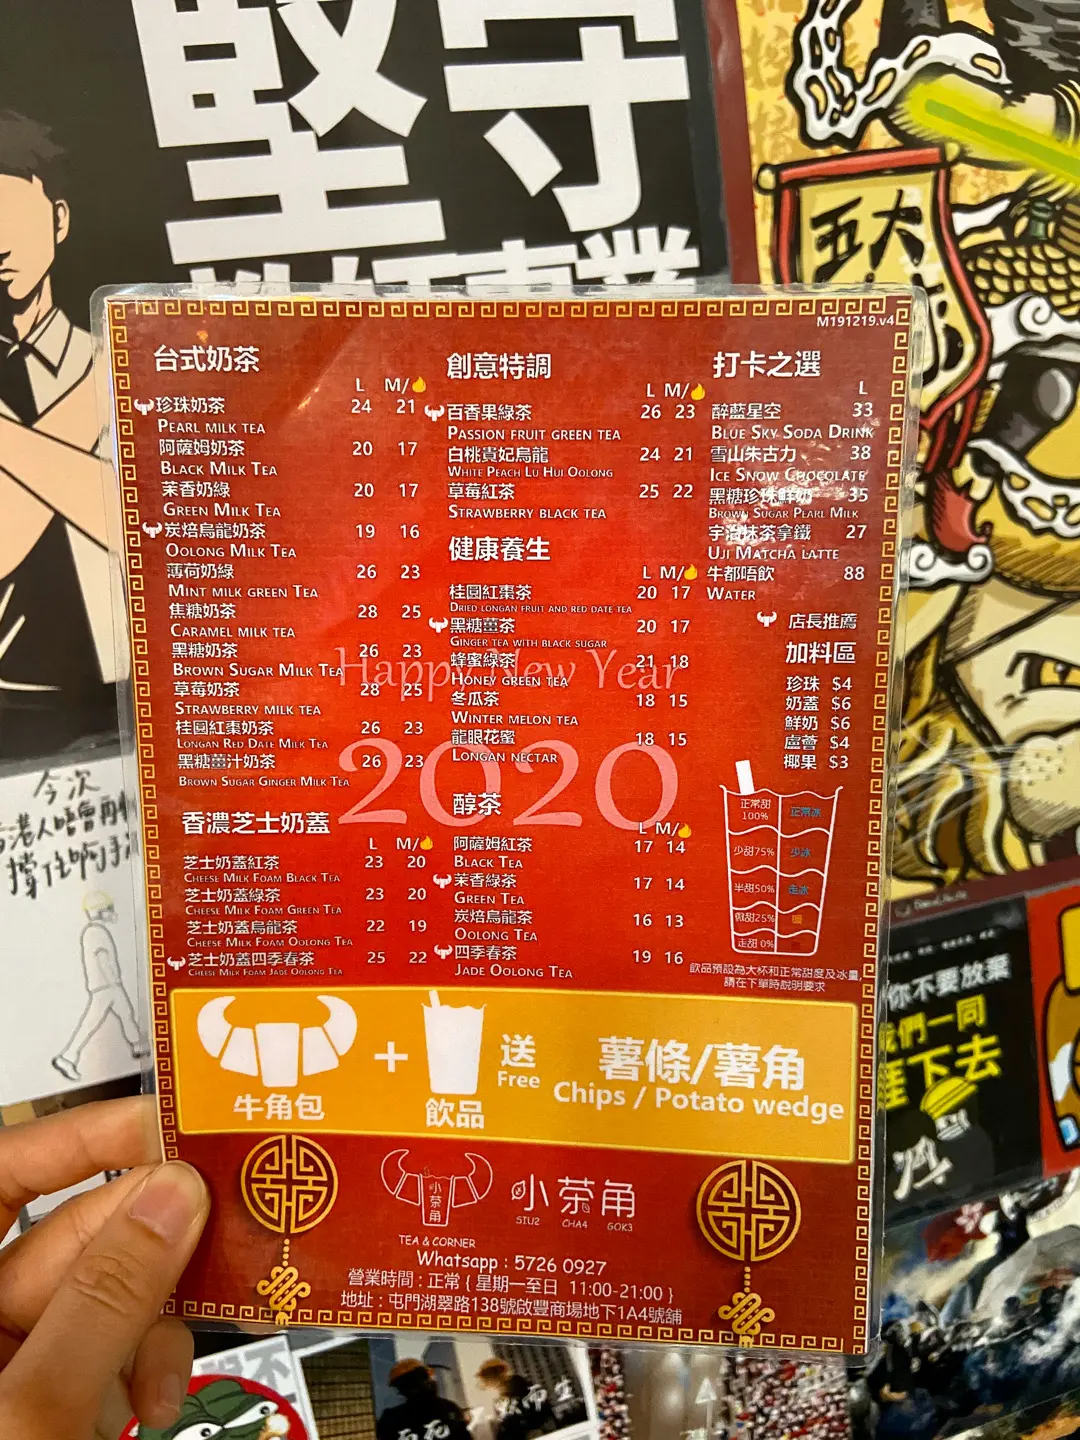 堅守
五大
M191219.v4
台式奶茶
L M/
珍珠奶茶 24 21
PEARL MILK TEA
阿薩姆奶茶 20 17
BLACK MILK TEA
茉香奶綠 20 17
GREEN MILK TEA
炭焙烏龍奶茶 19 16
OOLONG MILK TEA
薄荷奶綠 26 23
MINT MILK GREEN TEA
焦糖奶茶 28 25
CARAMEL MILK TEA
黑糖奶茶 26 23
BROWN SUGAR MILK TEA
草莓奶茶 28 25
STRAWBERRY MILK TEA
桂圓紅棗奶茶 26 23
LONGAN RED DATE MILK TEA
黑糖薑汁奶茶 26 23
BROWN SUGAR GINGER MILK TEA
香濃芝士奶蓋
L M/
芝士奶蓋紅茶 23 20
CHEESE MILK FOAM BLACK TEA
芝士奶蓋綠茶 23 20
CHEESE MILK FOAM GREEN TEA
芝士奶蓋烏龍茶 22 19
CHEESE MILK FOAM OOLONG TEA
芝士奶蓋四季春茶 25 22
CHEESE MILK FOAM JADE OOLONG TEA
創意特調
L M/
百香果綠茶 26 23
PASSION FRUIT GREEN TEA
白桃貴妃烏龍 24 21
WHITE PEACH LU HUI OOLONG
草莓紅茶 25 22
STRAWBERRY BLACK TEA
健康養生
L M/
桂圓紅棗茶 20 17
DRIED LONGAN FRUIT AND RED DATE TEA
黑糖薑茶 20 17
GINGER TEA WITH BLACK SUGAR
蜂蜜綠茶 21 18
HONEY GREEN TEA
冬瓜茶 18 15
WINTER MELON TEA
龍眼花蜜 18 15
LONGAN NECTAR
醇茶
L M/
阿薩姆紅茶 17 14
BLACK TEA
茉香綠茶 17 14
GREEN TEA
炭焙烏龍茶 16 13
OOLONG TEA
四季春茶 19 16
JADE OOLONG TEA
打卡之選
L
醉藍星空 33
BLUE SKY SODA DRINK
雪山朱古力 38
ICE SNOW CHOCOLATE
黑糖珍珠鮮奶 35
BROWN SUGAR PEARL MILK
宇治抹茶拿鐵 27
UJI MATCHA LATTE
牛都唔飲 88
WATER
店長推薦
加料區
珍珠 $4
奶蓋 $6
鮮奶 $6
蘆薈 $4
椰果 $3
正常甜 100% 正常冰
少甜75% 少冰
半甜50% 走冰
微甜25% 暖
走甜 0%
飲品預設為大杯和正常甜度及冰量
請在下單時説明要求
Happy New Year
2020
牛角包
+
飲品
送
Free
薯條/薯角
Chips / Potato wedge
小茶角
TEA & CORNER
小茶角
SIU2 CHA4 GOK3
Whatsapp : 5726 0927
營業時間 : 正常 { 星期一至日 11:00-21:00 }
地址 : 屯門湖翠路138號啟豐商場地下1A4號舖
今次
港人唔會再
撐住啊手
你不要放棄
我們一同
下去